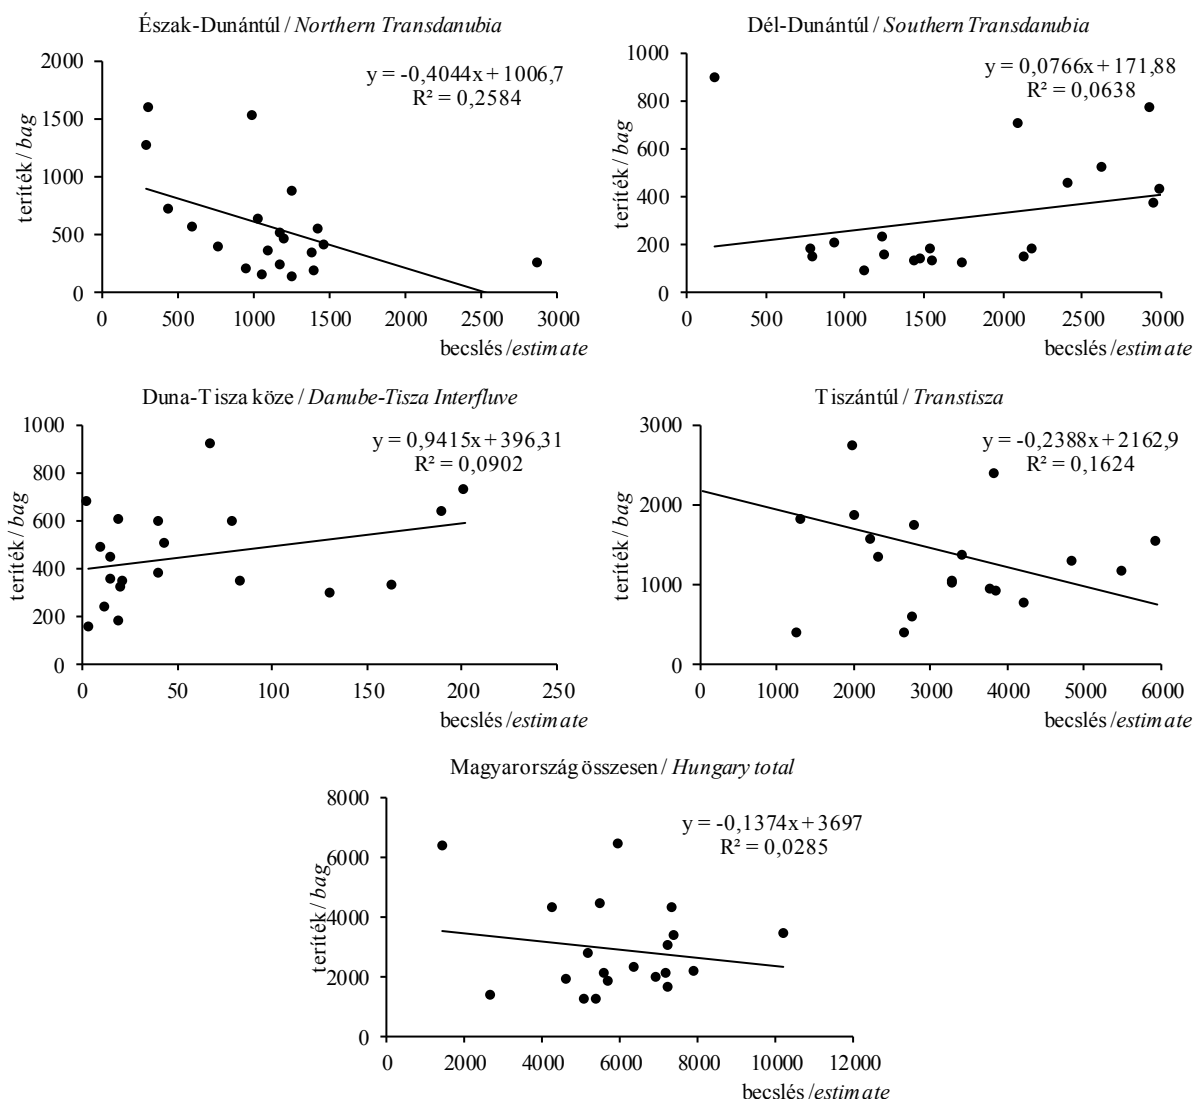 Észak-Dunántúl / Northern Transdanubia
y = -0,4044x + 1006,7
R² = 0,2584
teríték / bag
2000
1500
1000
500
0
0 500 1000 1500 2000 2500 3000
becslés /estimate
Dél-Dunántúl / Southern Transdanubia
y = 0,0766x + 171,88
R² = 0,0638
teríték / bag
1000
800
600
400
200
0
0 500 1000 1500 2000 2500 3000
becslés /estimate
Duna-Tisza köze / Danube-Tisza Interfluve
y = 0,9415x + 396,31
R² = 0,0902
teríték / bag
1000
800
600
400
200
0
0 50 100 150 200 250
becslés /estimate
Tiszántúl / Transtisza
y = -0,2388x + 2162,9
R² = 0,1624
teríték / bag
3000
2000
1000
0
0 1000 2000 3000 4000 5000 6000
becslés /estimate
Magyarország összesen / Hungary total
y = -0,1374x + 3697
R² = 0,0285
teríték / bag
8000
6000
4000
2000
0
0 2000 4000 6000 8000 10000 12000
becslés /estimate